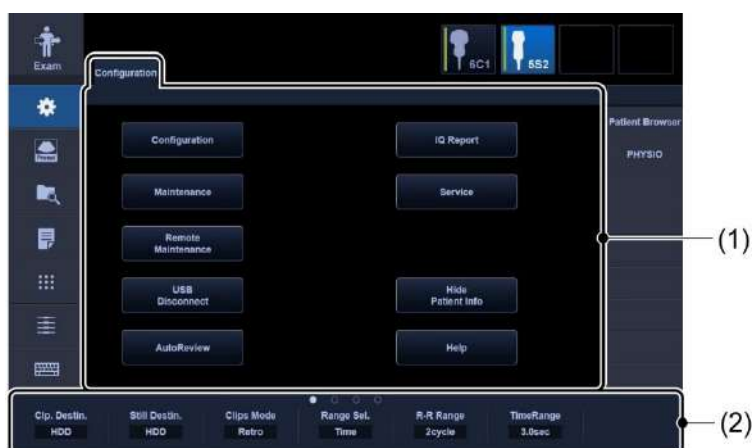 Exam
6C1
5S2
Configuration
Patient Browser
PHYSIO
Configuration
IQ Report
Preset
Maintenance
Service
Remote
Maintenance
(1)
USB
Disconnect
Hide
Patient Info
AutoReview
Help
Clp. Destin.
HDD
Still Destin.
HDD
Clips Mode
Retro
Range Sel.
Time
R-R Range
2cycle
TimeRange
3.0sec
(2)